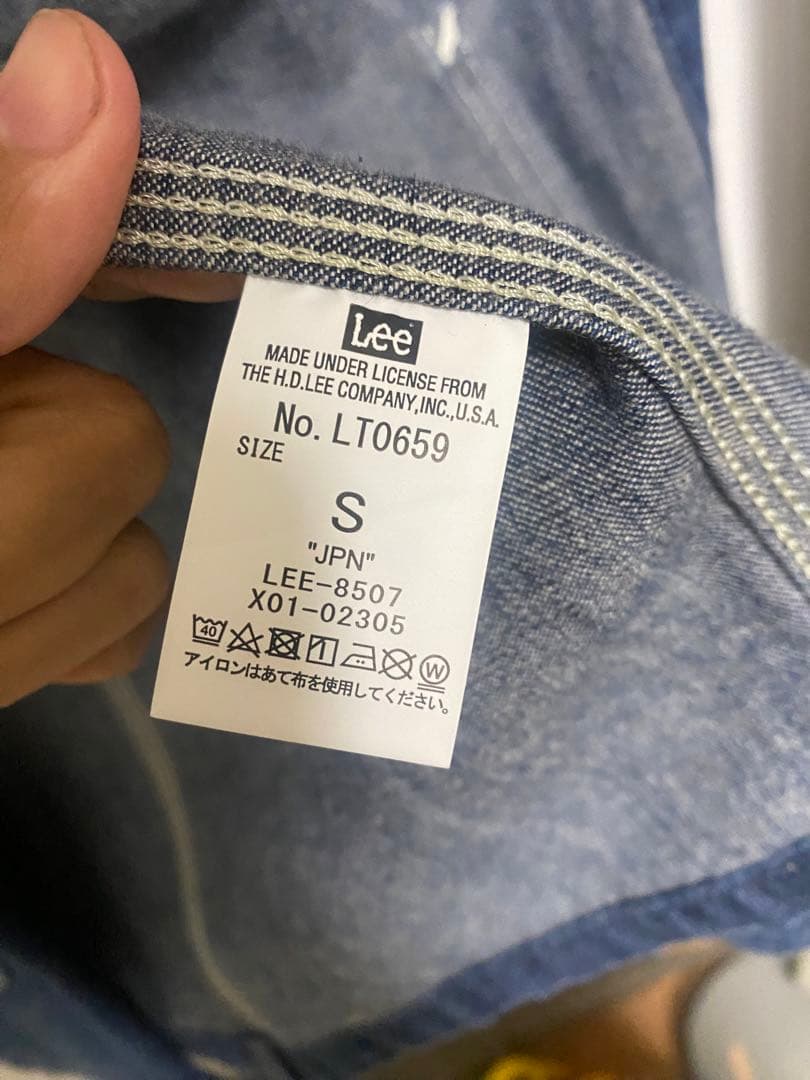 Lee
MADE UNDER LICENSE FROM
THE H.D.LEE COMPANY,INC.,U.S.A.
No. LT0659
SIZE
S
"JPN"
LEE-8507
X01-02305
40 W
アイロンはあて布を使用してください。